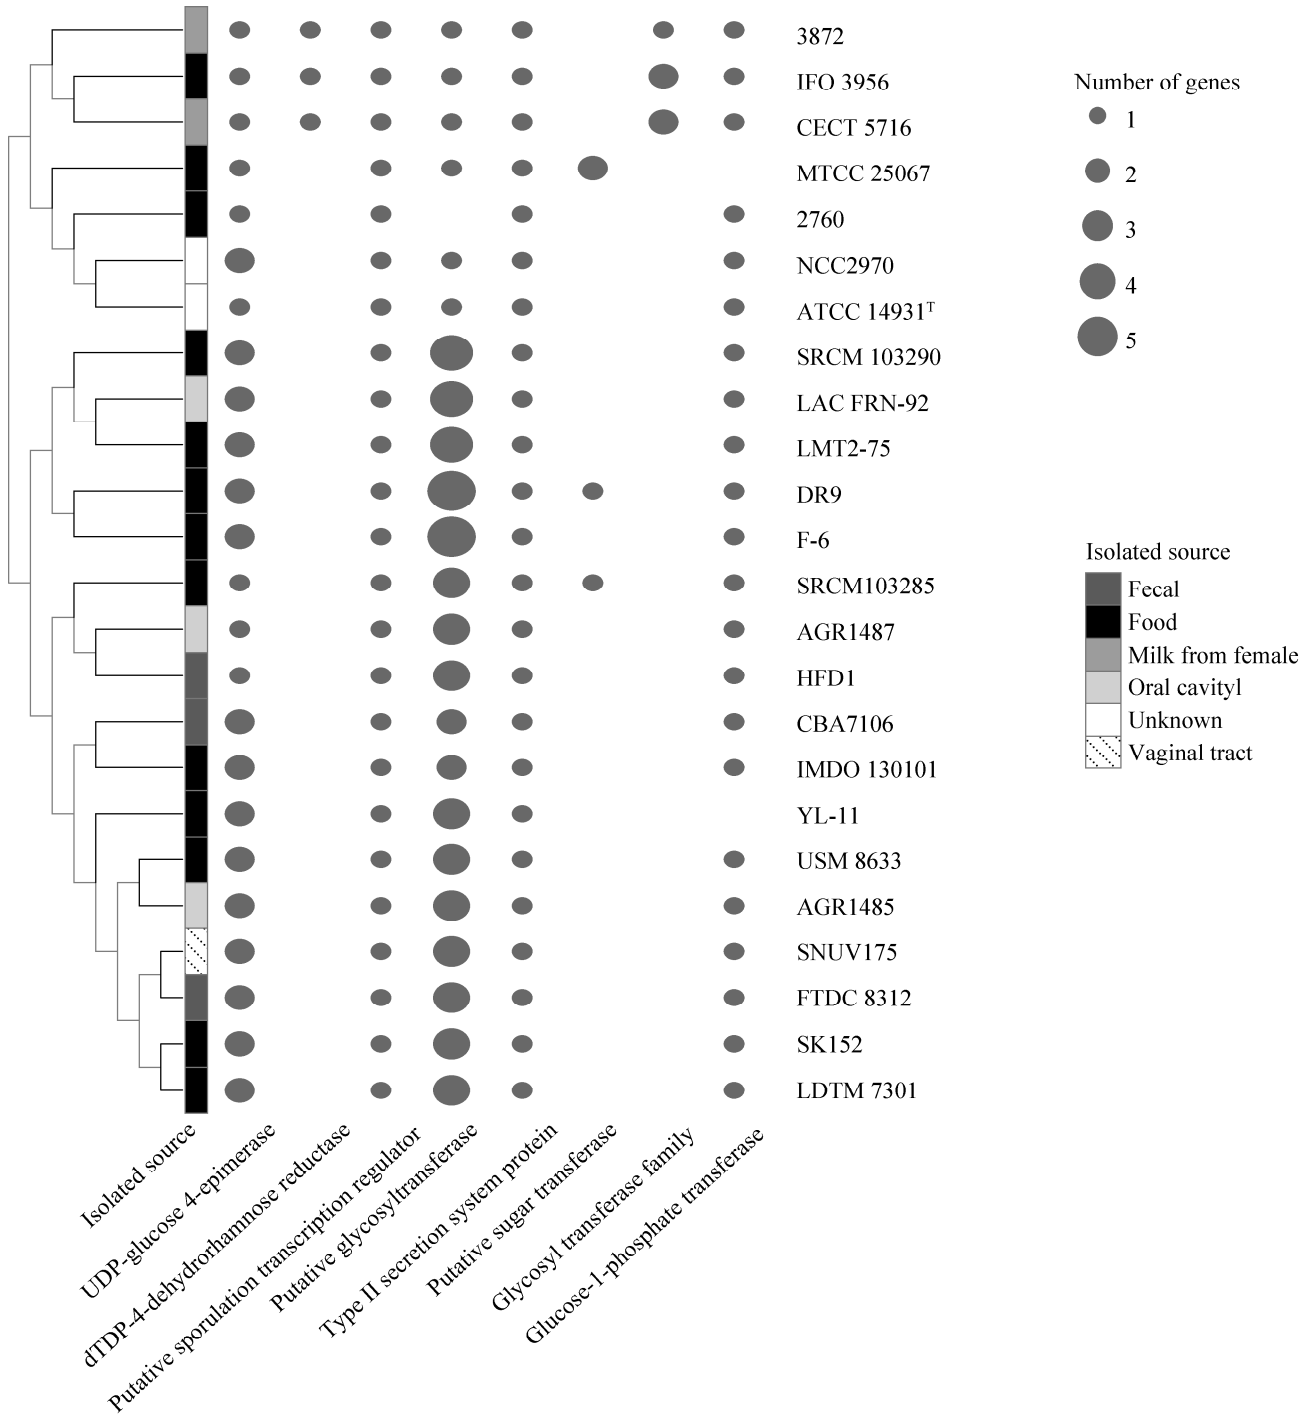 3872
IFO 3956
CECT 5716
MTCC 25067
2760
NCC2970
ATCC 14931ᵀ
SRCM 103290
LAC FRN-92
LMT2-75
DR9
F-6
SRCM103285
AGR1487
HFD1
CBA7106
IMDO 130101
YL-11
USM 8633
AGR1485
SNUV175
FTDC 8312
SK152
LDTM 7301
Number of genes
1
2
3
4
5
Isolated source
Fecal
Food
Milk from female
Oral cavityl
Unknown
Vaginal tract
Isolated source
UDP-glucose 4-epimerase
dTDP-4-dehydrorhamnose reductase
Putative sporulation transcription regulator
Putative glycosyltransferase
Type II secretion system protein
Putative sugar transferase
Glycosyl transferase family
Glucose-1-phosphate transferase